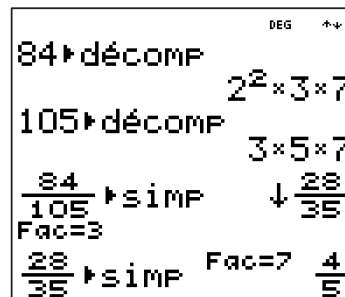 DEG ↑↓
84▸décomp
2²×3×7
105▸décomp
3×5×7
84/105▸simp ↓28/35
Fac=3
28/35▸simp Fac=7 4/5